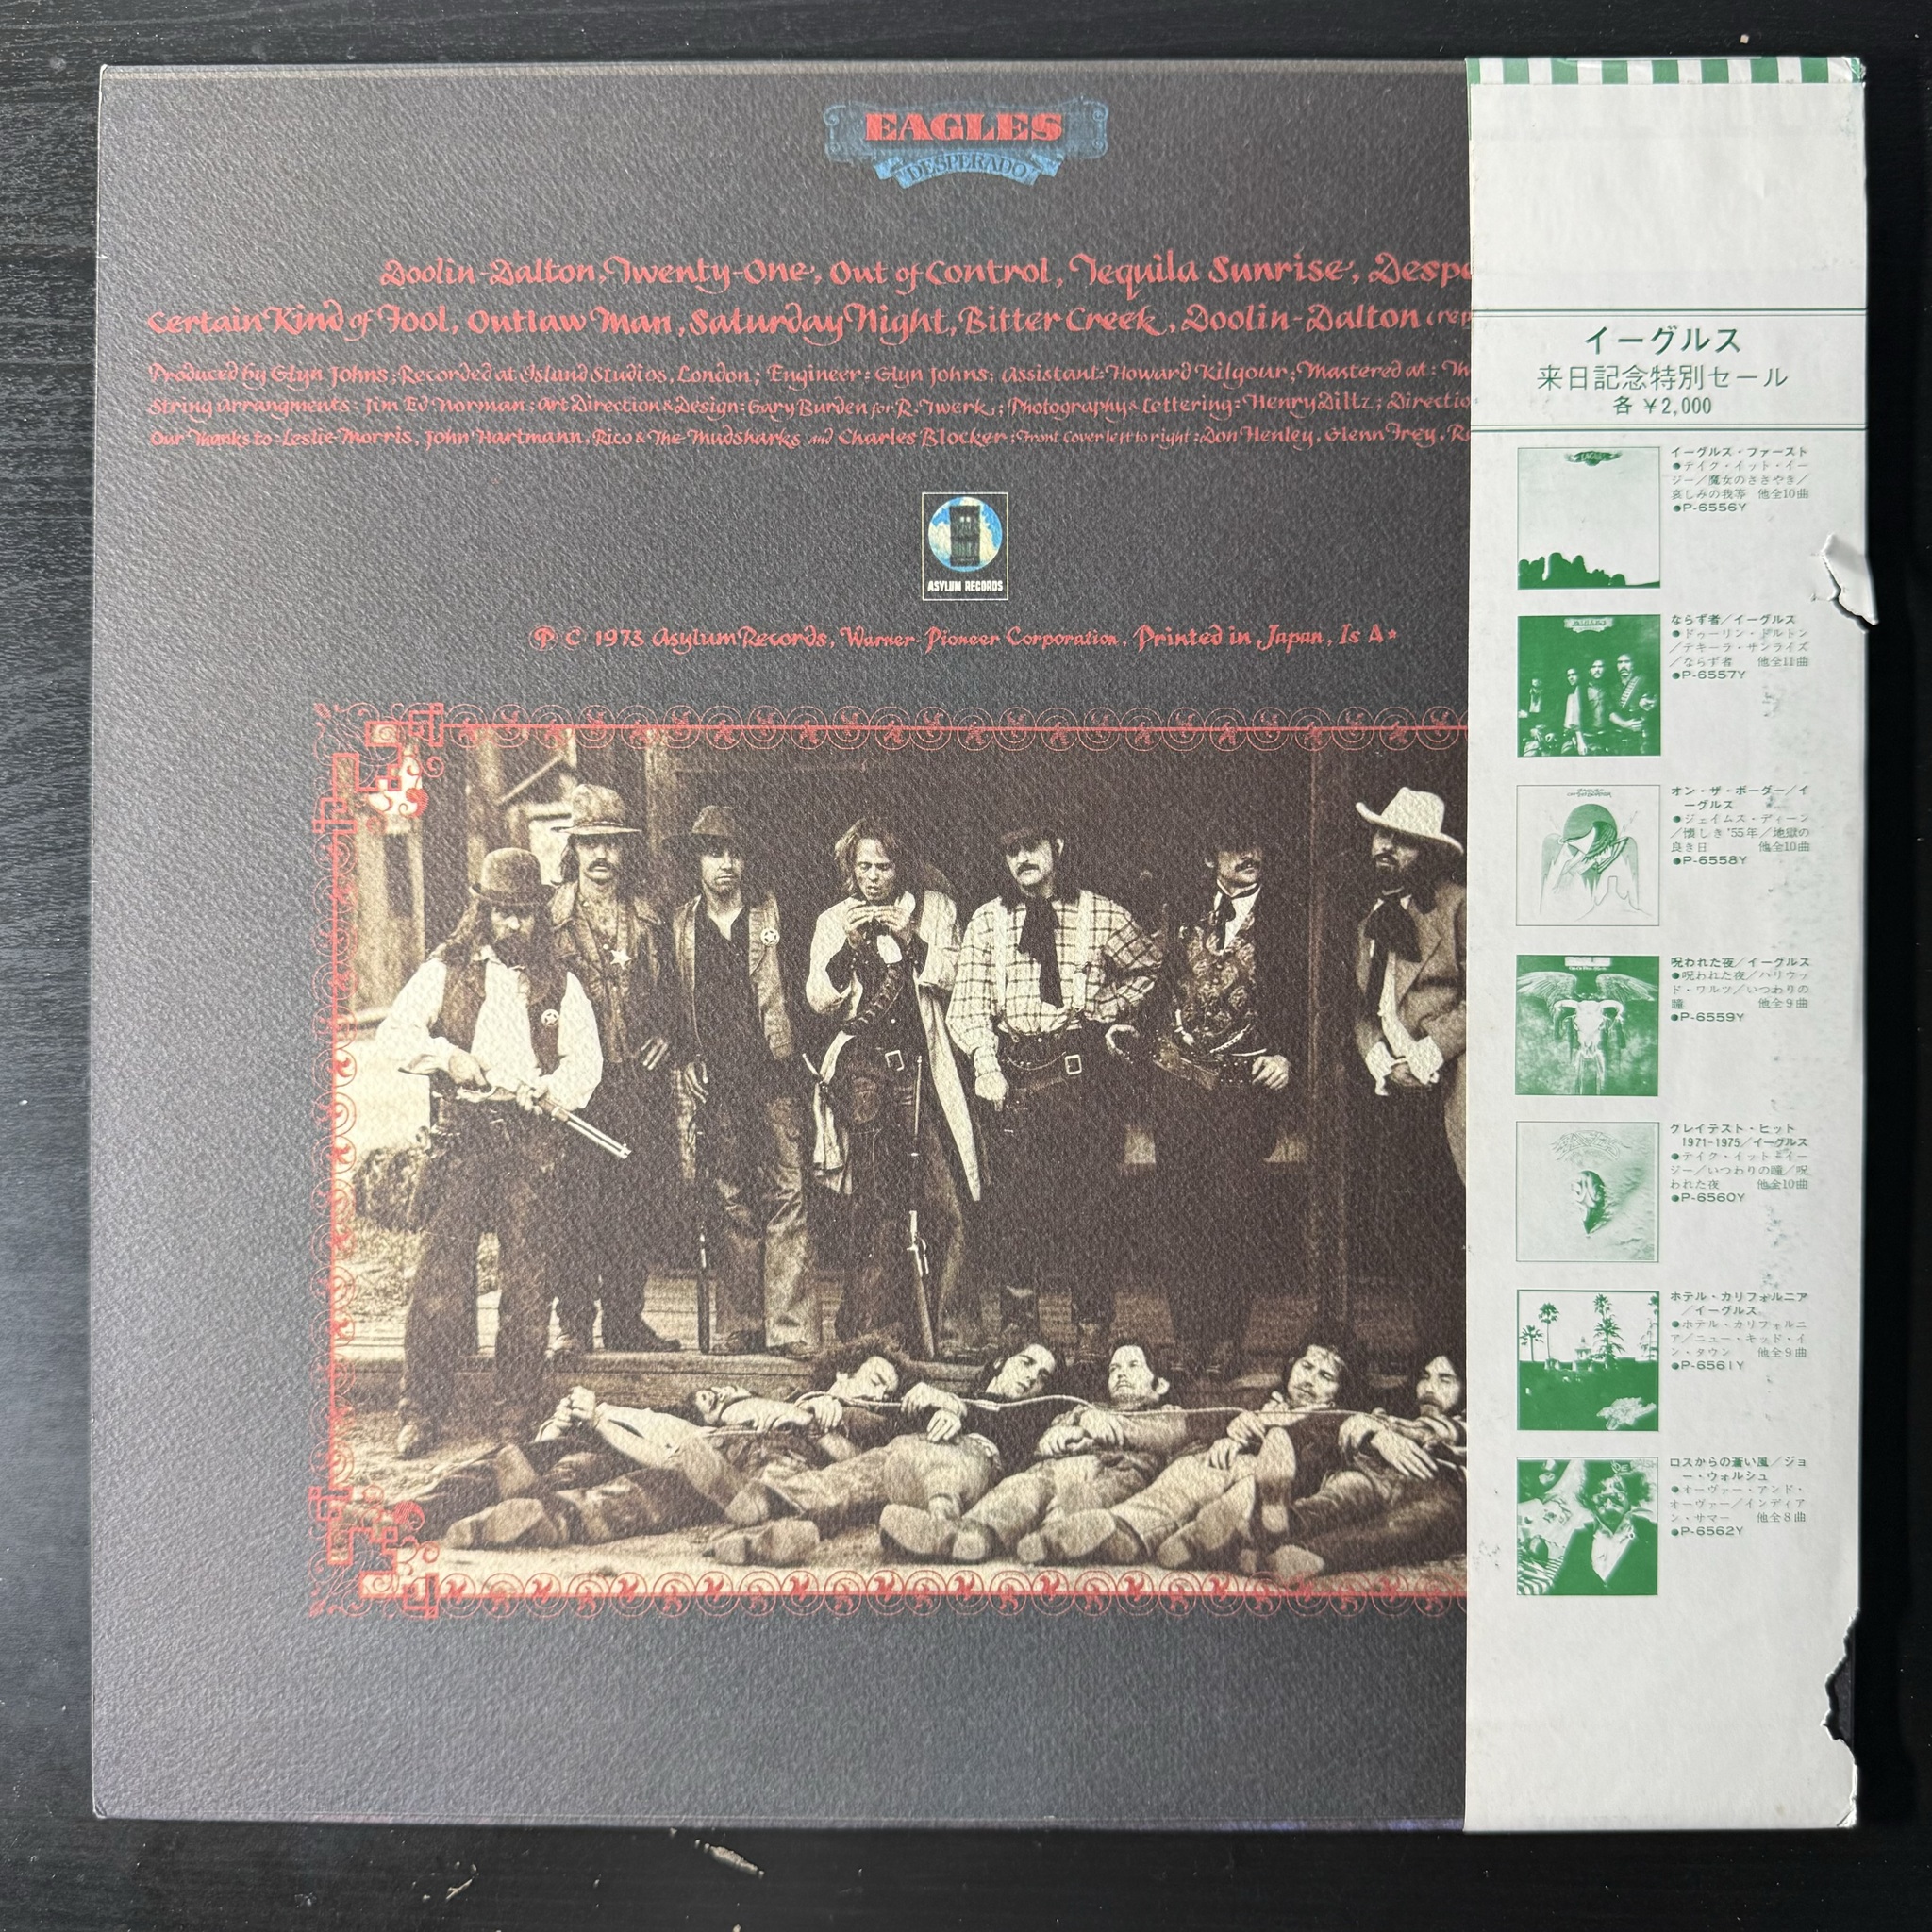 EAGLES
DESPERADO
Doolin-Dalton, Twenty-One, Out of Control, Tequila Sunrise, Despe
Certain Kind of Fool, Outlaw Man, Saturday Night, Bitter Creek, Doolin-Dalton (rep
Produced by Glyn Johns; Recorded at Island Studios, London; Engineer: Glyn Johns; Assistant: Howard Kilgour; Mastered at: Th
String Arrangments - Jim Ed Norman; Art Direction & Design: Gary Burden for R. Twerk; Photography & Lettering: Henry Diltz; Directio
Our Thanks to - Leslie Morris, John Hartmann, Rico & The Mudsharks and Charles Blocker; Front Cover left to right: Don Henley, Glenn Frey, R
ASYLUM RECORDS
℗ C 1973 Asylum Records, Warner-Pioneer Corporation, Printed in Japan, Is A★
イーグルス
来日記念特別セール
各 ￥2,000
イーグルズ・ファースト
●テイク・イット・イー
ジー／魔女のささやき／
哀しみの我等 他全10曲
●P-6556Y
ならず者／イーグルス
●ドゥーリン・ドルトン
／テキーラ・サンライズ
／ならず者 他全11曲
●P-6557Y
オン・ザ・ボーダー／イ
ーグルス
●ジェイムス・ディーン
／懐しき'55年／地獄の
良き日 他全10曲
●P-6558Y
呪われた夜／イーグルス
●呪われた夜／ハリウッ
ド・ワルツ／いつわりの
瞳 他全9曲
●P-6559Y
グレイテスト・ヒット
1971-1975／イーグルス
●テイク・イット・イー
ジー／いつわりの瞳／呪
われた夜 他全10曲
●P-6560Y
ホテル・カリフォルニア
／イーグルス
●ホテル・カリフォルニ
ア／ニュー・キッド・イ
ン・タウン 他全9曲
●P-6561Y
ロスからの蒼い風／ジョ
ー・ウォルシュ
●オーヴァー・アンド・
オーヴァー／インディア
ン・サマー 他全8曲
●P-6562Y